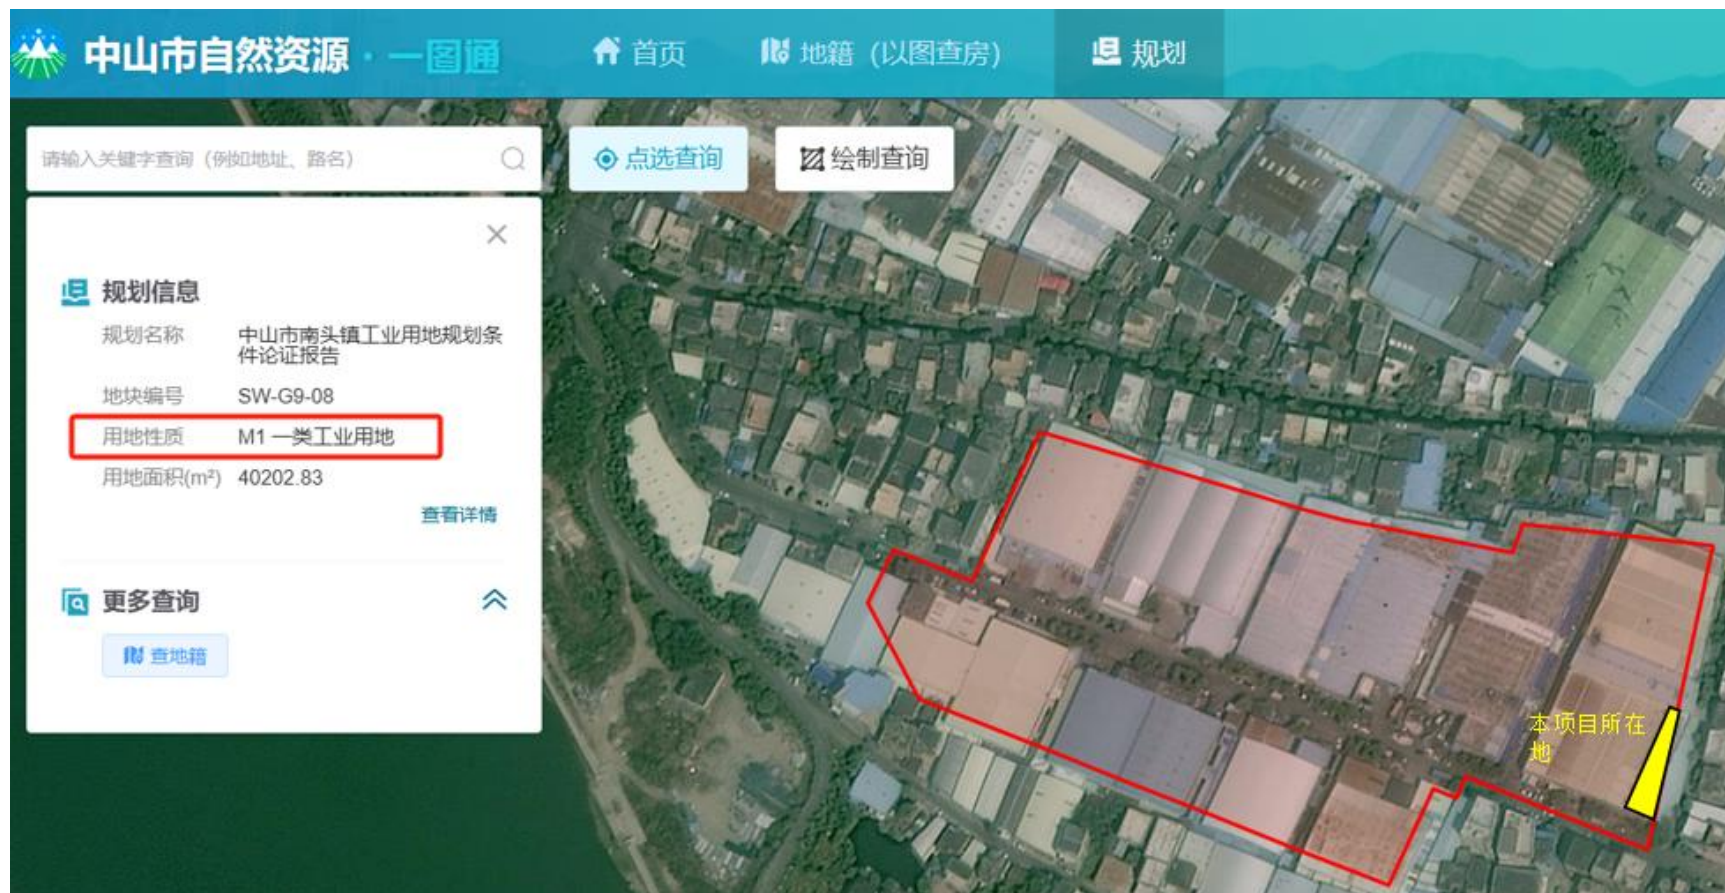 中山市自然资源·一图通
首页
地籍（以图查房）
规划
请输入关键字查询（例如地址、路名）
点选查询
绘制查询
规划信息
规划名称 中山市南头镇工业用地规划条
件论证报告
地块编号 SW-G9-08
用地性质 M1 一类工业用地
用地面积(m²) 40202.83
查看详情
更多查询
查地籍
本项目所在
地